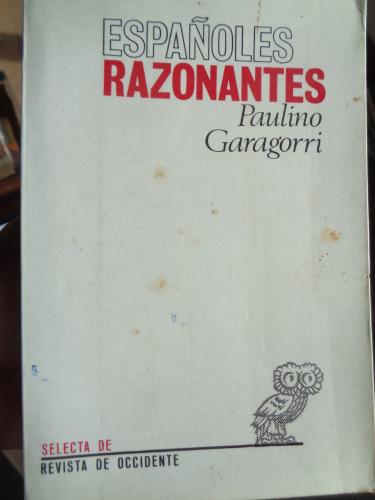 ESPAÑOLES
RAZONANTES
Paulino
Garagorri
SELECTA DE
REVISTA DE OCCIDENTE